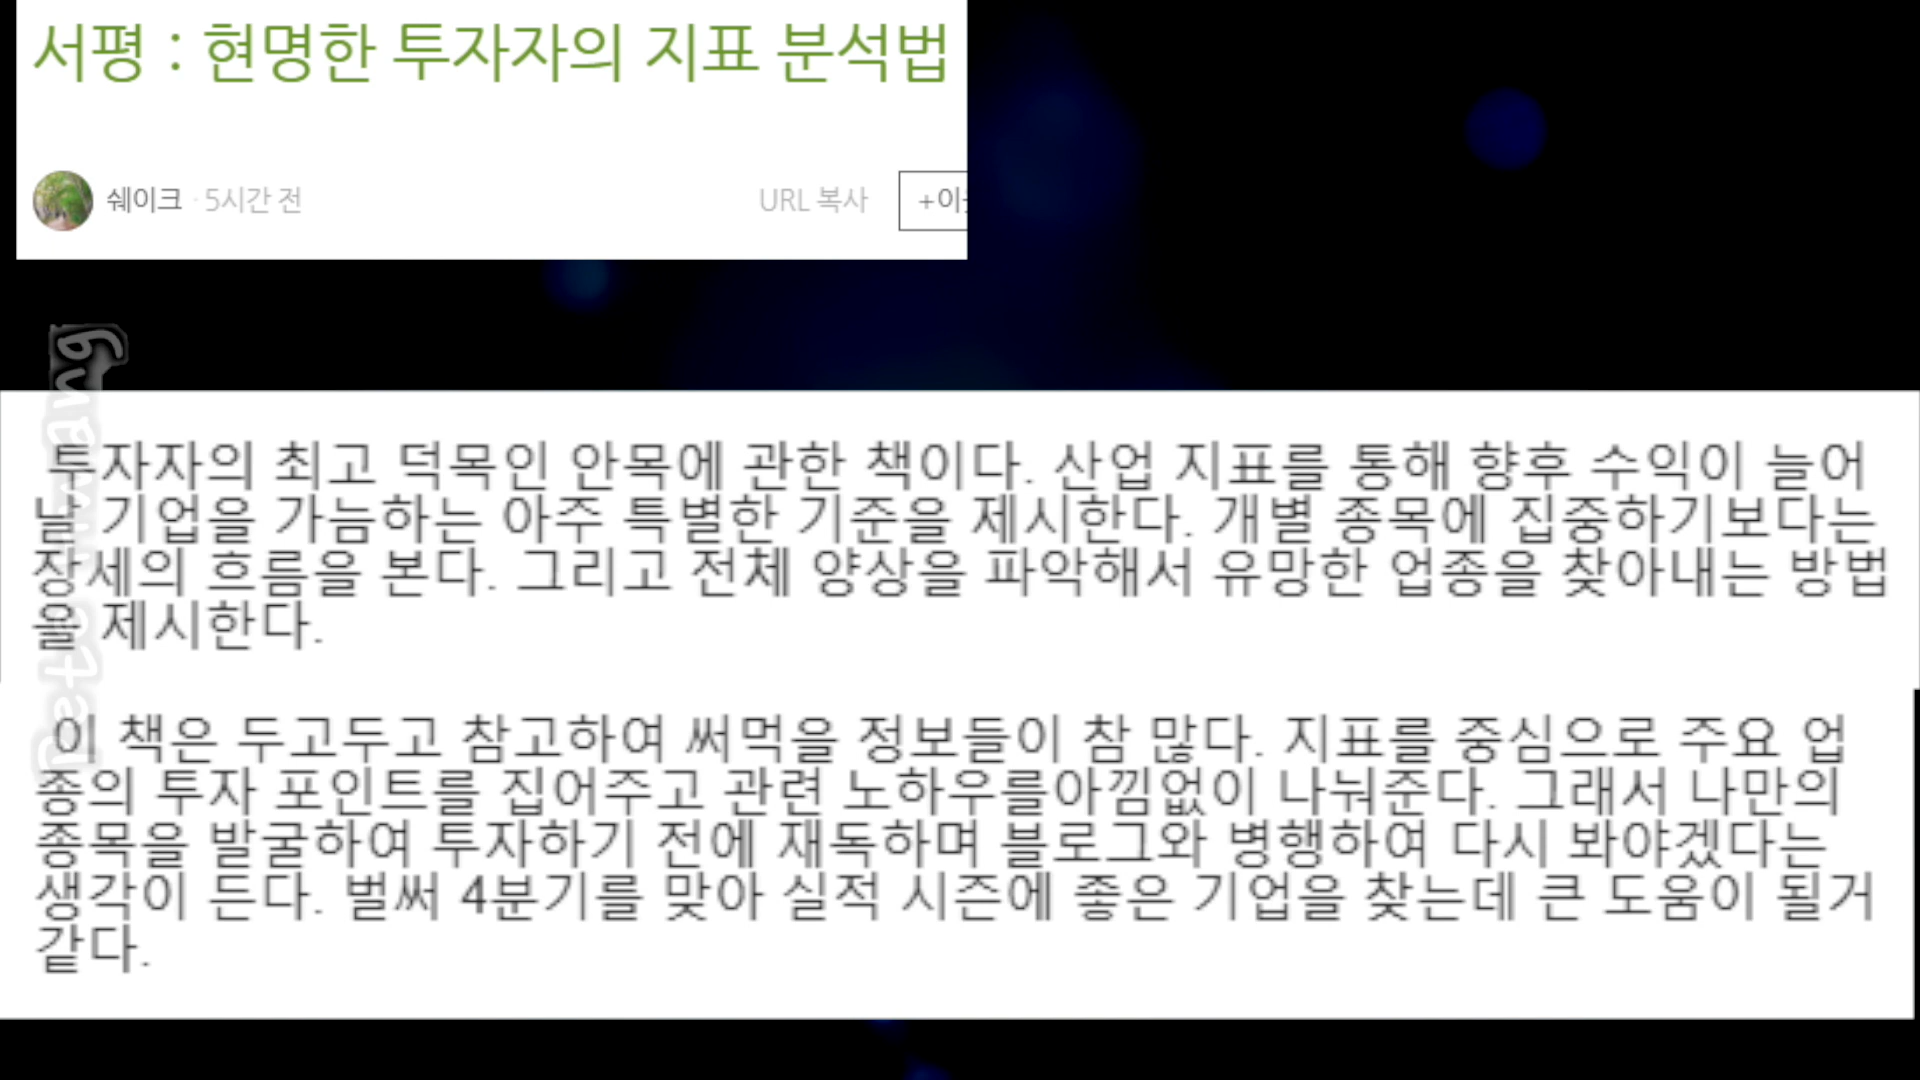 서평 : 현명한 투자자의 지표 분석법
쉐이크 · 5시간 전
URL 복사
투자자의 최고 덕목인 안목에 관한 책이다. 산업 지표를 통해 향후 수익이 늘어
날 기업을 가늠하는 아주 특별한 기준을 제시한다. 개별 종목에 집중하기보다는
장세의 흐름을 본다. 그리고 전체 양상을 파악해서 유망한 업종을 찾아내는 방법
을 제시한다.
이 책은 두고두고 참고하여 써먹을 정보들이 참 많다. 지표를 중심으로 주요 업
종의 투자 포인트를 집어주고 관련 노하우를아낌없이 나눠준다. 그래서 나만의
종목을 발굴하여 투자하기 전에 재독하며 블로그와 병행하여 다시 봐야겠다는
생각이 든다. 벌써 4분기를 맞아 실적 시즌에 좋은 기업을 찾는데 큰 도움이 될거
같다.